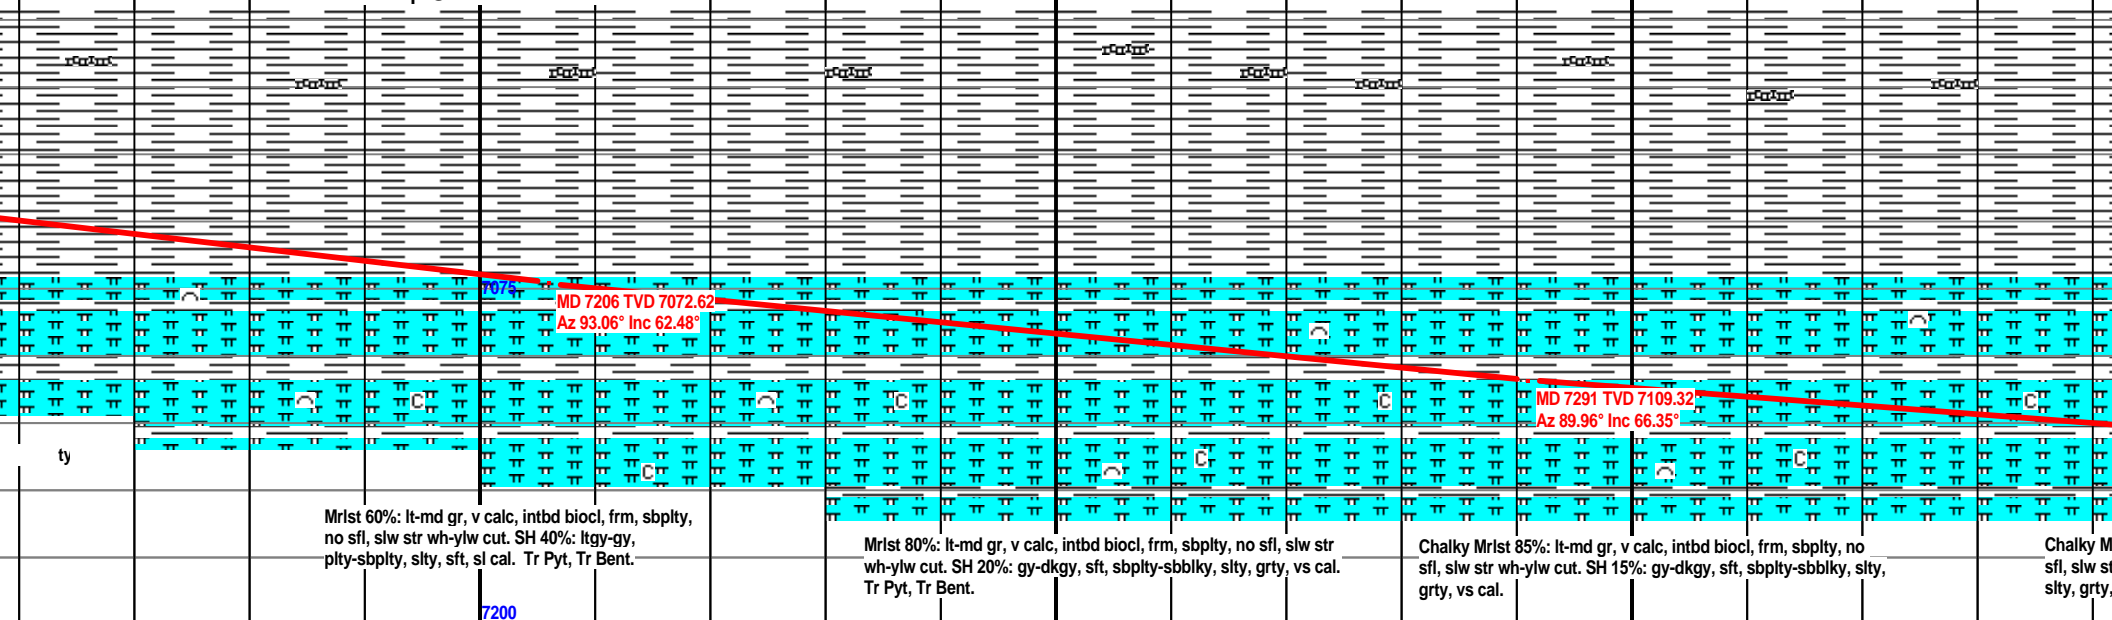 7075
MD 7206 TVD 7072.62
Az 93.06° Inc 62.48°
MD 7291 TVD 7109.32
Az 89.96° Inc 66.35°
C
C
C
C
C
C
C
ty
Mrlst 60%: lt-md gr, v calc, intbd biocl, frm, sbplty,
no sfl, slw str wh-ylw cut. SH 40%: ltgy-gy,
plty-sbplty, slty, sft, sl cal.  Tr Pyt, Tr Bent.
Mrlst 80%: lt-md gr, v calc, intbd biocl, frm, sbplty, no sfl, slw str
wh-ylw cut. SH 20%: gy-dkgy, sft, sbplty-sbblky, slty, grty, vs cal.
Tr Pyt, Tr Bent.
Chalky Mrlst 85%: lt-md gr, v calc, intbd biocl, frm, sbplty, no
sfl, slw str wh-ylw cut. SH 15%: gy-dkgy, sft, sbplty-sbblky, slty,
grty, vs cal.
Chalky M
sfl, slw st
slty, grty,
7200